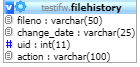 testifw.filehistory
fileno : varchar(50)
change_date : varchar(25)
# uid : int(11)
action : varchar(100)